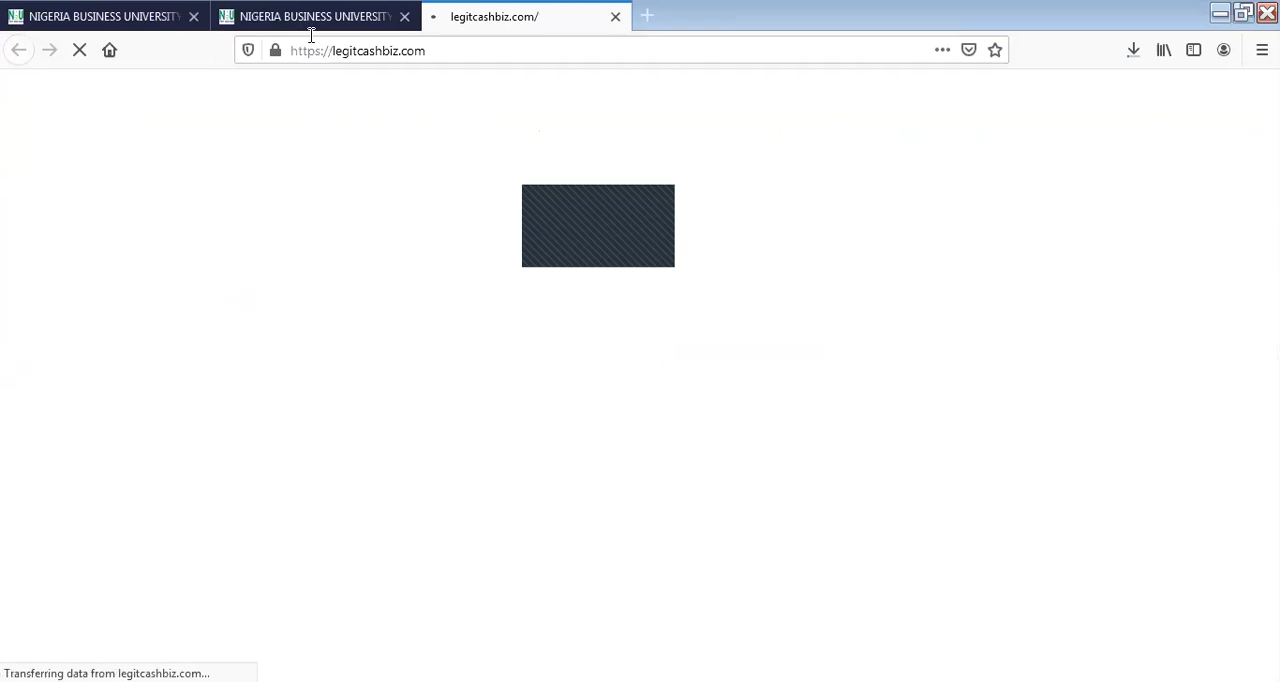 NIGERIA BUSINESS UNIVERSITY
NIGERIA BUSINESS UNIVERSITY
legitcashbiz.com/
https://legitcashbiz.com
Transferring data from legitcashbiz.com...